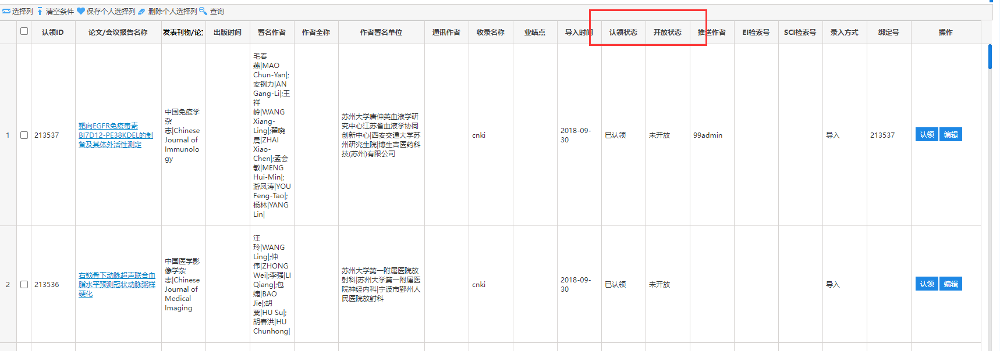 选择列 清空条件 保存个人选择列 删除个人选择列 查询
认领ID 论文/会议报告名称 发表刊物/论 出版时间 署名作者 作者全称 作者署名单位 通讯作者 收录名称 业绩点 导入时间 认领状态 开放状态 推送作者 EI检索号 SCI检索号 录入方式 绑定号 操作
1
213537
靶向EGFR免疫毒素
BI7D12-PE38KDEL的制
备及其体外活性测定
中国免疫学
杂
志|Chinese
Journal of
Immunolo
gy
毛春
燕|MAO
Chun-Yan|;
安钢力|AN
Gang-Li|;王
祥
岭|WANG
Xiang-
Ling|;翟晓
晨|ZHAI
Xiao-
Chen|;孟会
敏|MENG
Hui-Min|;
游凤涛|YOU
Feng-Tao|;
杨林|YANG
Lin|
苏州大学唐仲英血液学研
究中心江苏省血液学协同
创新中心|西安交通大学苏
州研究生院|博生吉医药科
技(苏州)有限公司
cnki
2018-09-
30
已认领
未开放
99admin
导入
213537
认领 编辑
2
213536
右锁骨下动脉超声联合血
脂水平预测冠状动脉粥样
硬化
中国医学影
像学杂
志|Chinese
Journal of
Medical
Imaging
汪
玲|WANG
Ling|;仲
伟|ZHONG
Wei|;李强|LI
Qiang|;包
婕|BAO
Jie|;胡
粟|HU Su|;
胡春洪|HU
Chunhong|
苏州大学第一附属医院放
射科|苏州大学第一附属医
院神经内科|宁波市鄞州人
民医院放射科
cnki
2018-09-
30
已认领
未开放
导入
认领 编辑